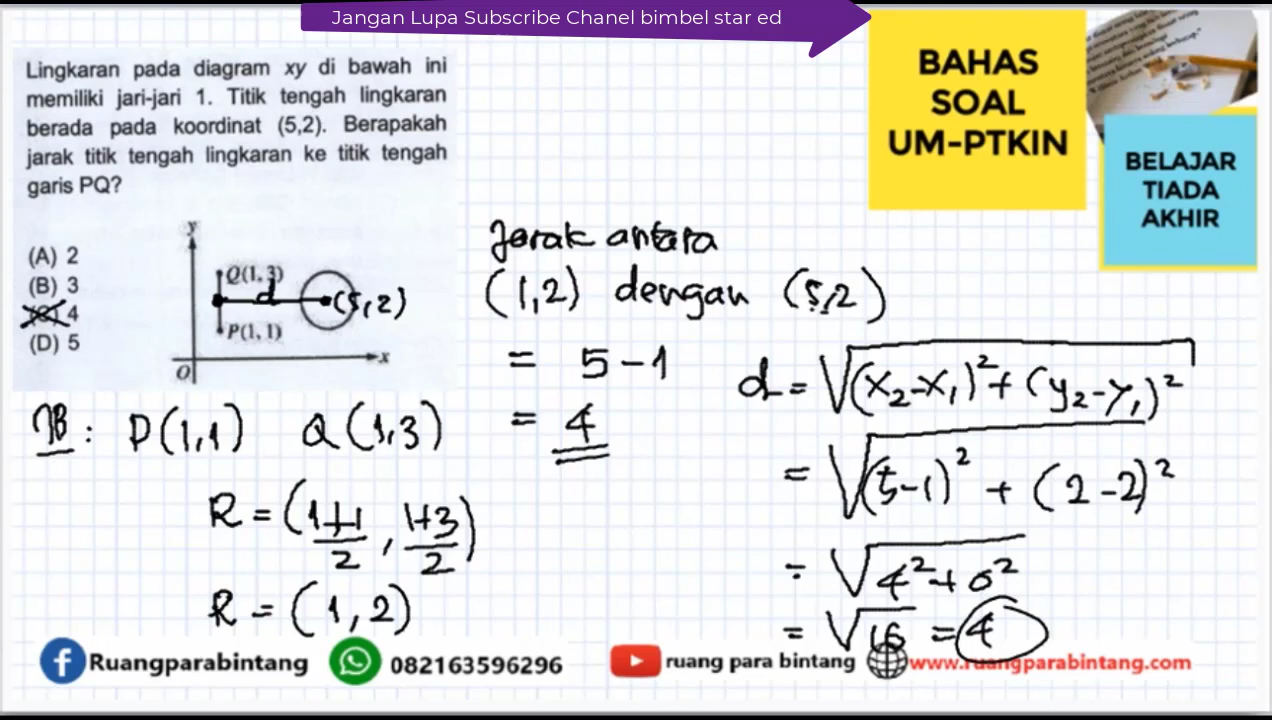 Jangan Lupa Subscribe Chanel bimbel star ed
Lingkaran pada diagram xy di bawah ini
memiliki jari-jari 1. Titik tengah lingkaran
berada pada koordinat (5,2). Berapakah
jarak titik tengah lingkaran ke titik tengah
garis PQ?
(A) 2
(B) 3
(C) 4
(D) 5
y
Q(1, 3)
d
(5,2)
P(1, 1)
O
x
BAHAS
SOAL
UM-PTKIN
BELAJAR
TIADA
AKHIR
Jarak antara
(1,2) dengan (5,2)
= 5-1
= 4
JB : P(1,1) Q(1,3)
R = (1+1/2, 1+3/2)
R = (1,2)
d = √(x₂-x₁)² + (y₂-y₁)²
= √(5-1)² + (2-2)²
= √4²+0²
= √16 = 4
Ruangparabintang
082163596296
ruang para bintang
www.ruangparabintang.com